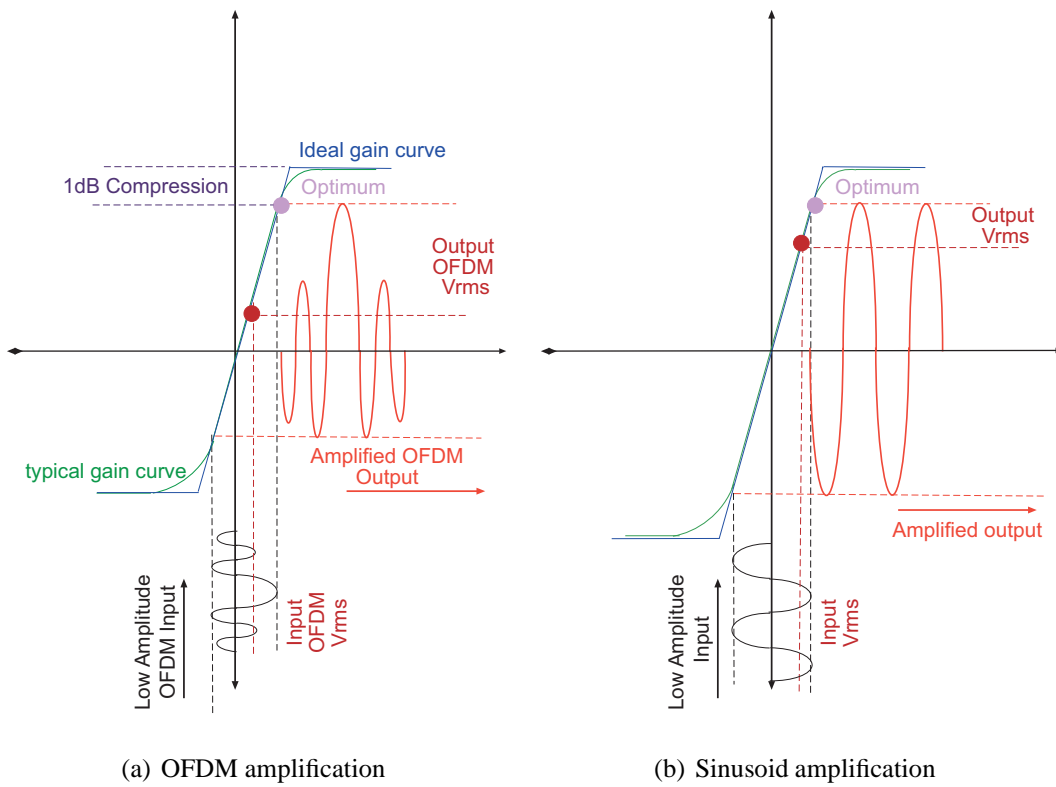 Ideal gain curve
1dB Compression
Optimum
Output
OFDM
Vrms
typical gain curve
Amplified OFDM
Output
Low Amplitude
OFDM Input
Input
OFDM
Vrms
(a) OFDM amplification
Optimum
Output
Vrms
Amplified output
Low Amplitude
Input
Input
Vrms
(b) Sinusoid amplification